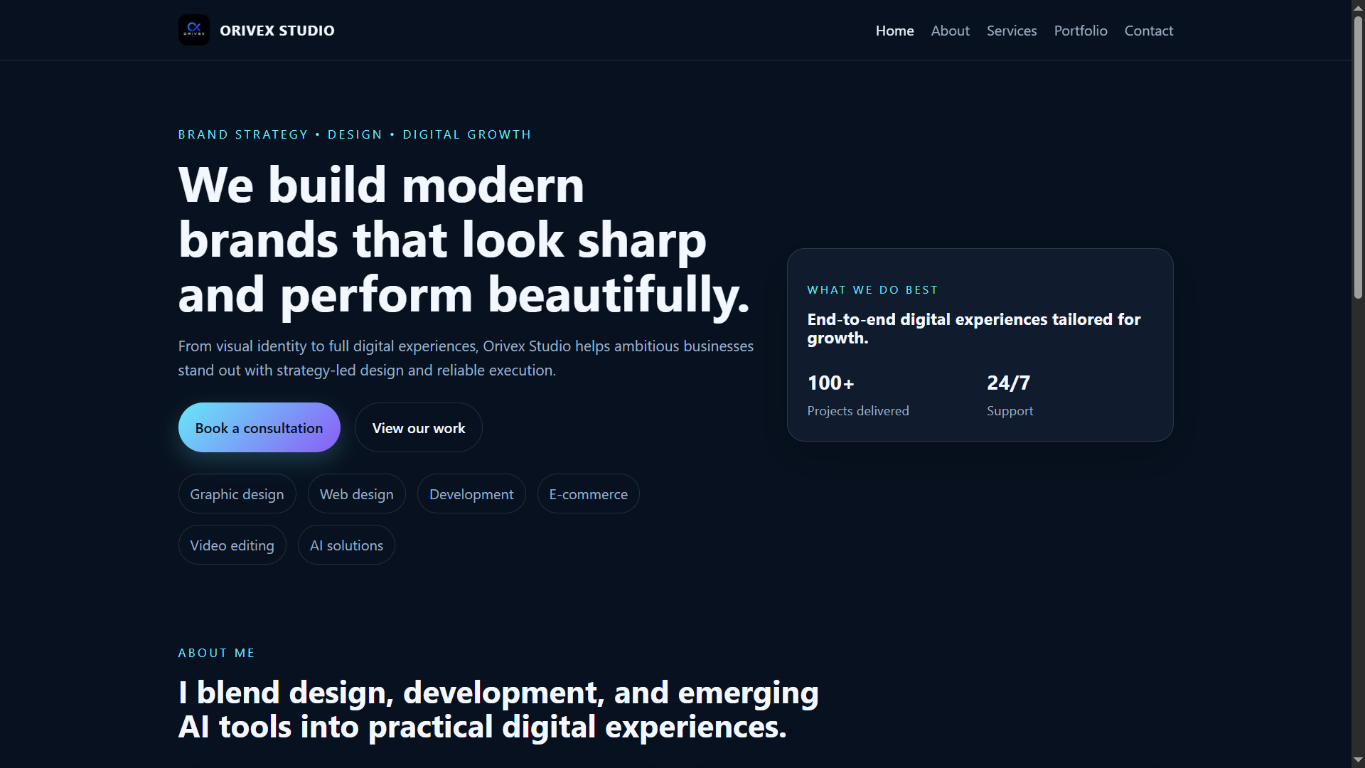 ORIVEX
ORIVEX STUDIO
Home About Services Portfolio Contact
BRAND STRATEGY • DESIGN • DIGITAL GROWTH
We build modern
brands that look sharp
and perform beautifully.
From visual identity to full digital experiences, Orivex Studio helps ambitious businesses
stand out with strategy-led design and reliable execution.
Book a consultation View our work
Graphic design Web design Development E-commerce
Video editing AI solutions
WHAT WE DO BEST
End-to-end digital experiences tailored for
growth.
100+ 24/7
Projects delivered Support
ABOUT ME
I blend design, development, and emerging
AI tools into practical digital experiences.